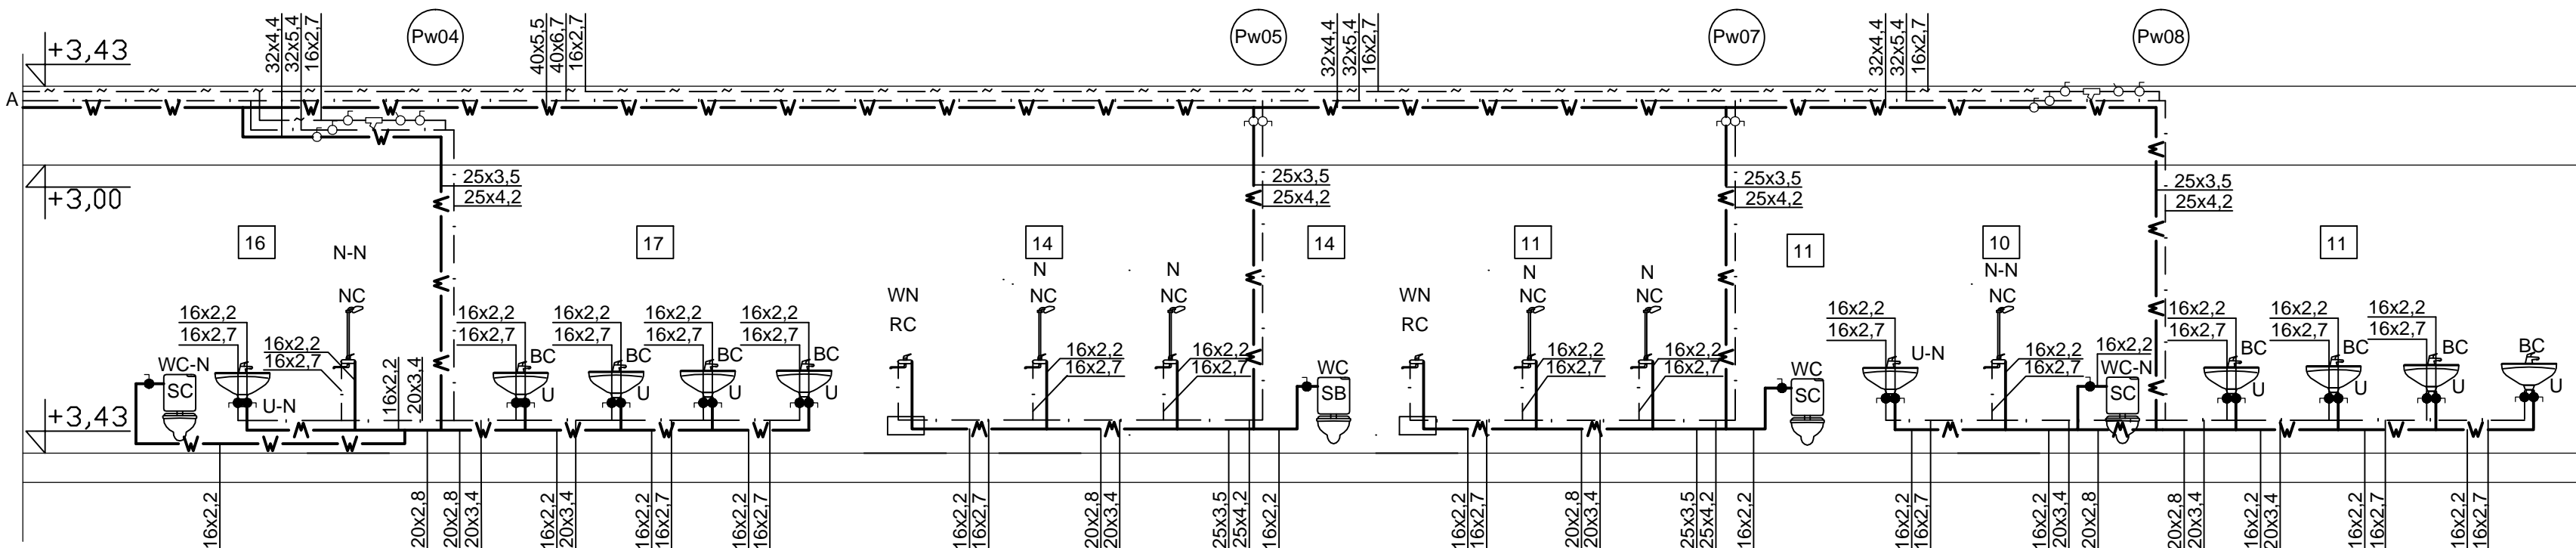 +3,43
32x4,4
32x5,4
16x2,7
Pw04
40x5,5
40x6,7
16x2,7
Pw05
32x4,4
32x5,4
16x2,7
Pw07
32x4,4
32x5,4
16x2,7
Pw08
A
W W W W W W W W W W W W W W W W W W W W W W W W W
W
+3,00
25x3,5
25x4,2
25x3,5
25x4,2
25x3,5
25x4,2
25x3,5
25x4,2
16
N-N
17
14
14
11
11
10
11
N
N
N
N
N-N
NC
WN
NC
NC
WN
NC
NC
NC
RC
RC
16x2,2
16x2,7
16x2,2
16x2,7
16x2,2
16x2,7
16x2,2
16x2,7
16x2,2
16x2,7
16x2,2
16x2,7
16x2,2
16x2,7
16x2,2
16x2,7
16x2,2
16x2,7
16x2,2
16x2,7
16x2,2
16x2,7
16x2,2
16x2,7
16x2,2
16x2,7
16x2,2
16x2,7
16x2,2
16x2,7
16x2,2
16x2,2
20x3,4
WC-N
SC
U-N
BC
U
BC
U
BC
U
BC
U
WC
SB
WC
SC
U-N
WC-N
SC
BC
U
BC
U
BC
U
BC
U
+3,43
W W W W W W W W W W W W W W W W W W
16x2,2
20x2,8
20x2,8
20x3,4
16x2,2
20x3,4
16x2,2
16x2,7
16x2,2
16x2,7
16x2,2
16x2,7
20x2,8
20x3,4
25x3,5
25x4,2
16x2,2
16x2,2
16x2,7
20x2,8
20x3,4
25x3,5
25x4,2
16x2,2
16x2,2
16x2,7
16x2,2
20x3,4
20x2,8
20x2,8
20x3,4
16x2,2
20x3,4
16x2,2
16x2,7
16x2,2
16x2,7